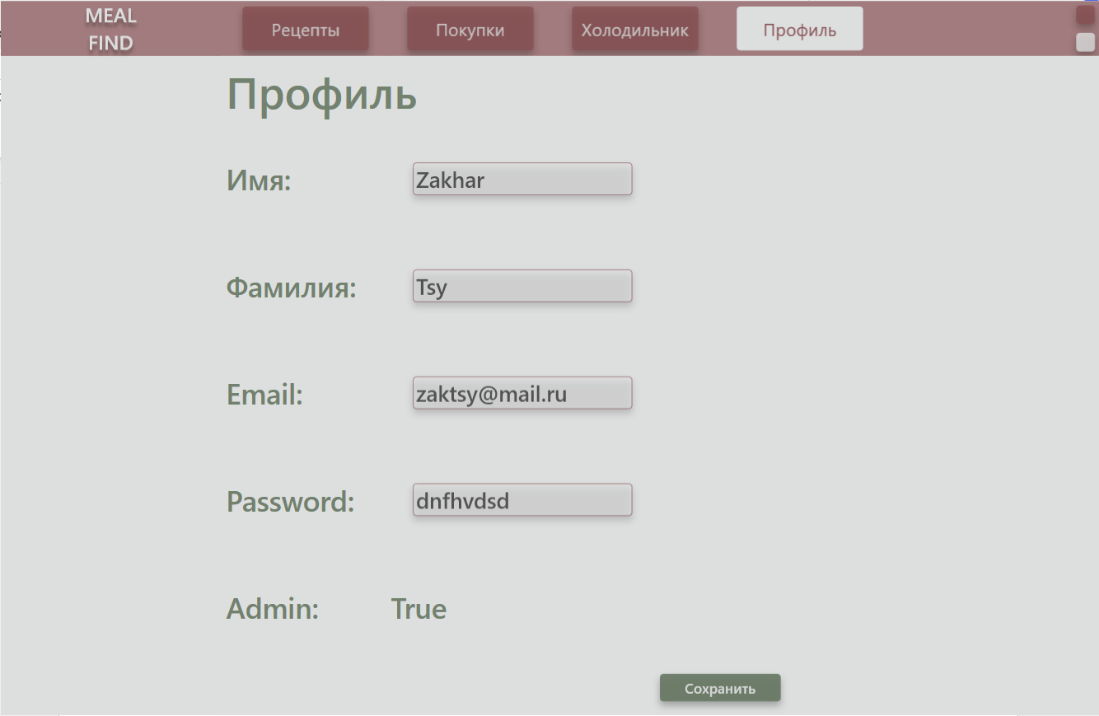 MEAL
FIND
Рецепты
Покупки
Холодильник
Профиль
Профиль
Имя: Zakhar
Фамилия: Tsy
Email: zaktsy@mail.ru
Password: dnfhvdsd
Admin: True
Сохранить